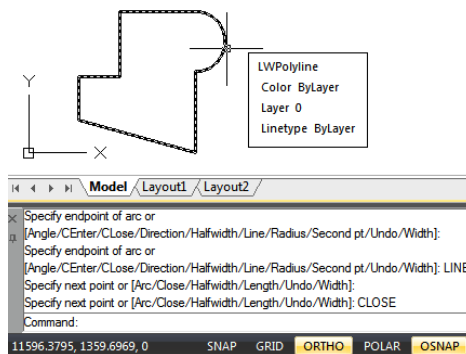 LWPolyline
Color ByLayer
Layer 0
Linetype ByLayer
Y
X
Model Layout1 Layout2
Specify endpoint of arc or
[Angle/CEnter/CLose/Direction/Halfwidth/Line/Radius/Second pt/Undo/Width]:
Specify endpoint of arc or
[Angle/CEnter/CLose/Direction/Halfwidth/Line/Radius/Second pt/Undo/Width]: LINE
Specify next point or [Arc/Close/Halfwidth/Length/Undo/Width]:
Specify next point or [Arc/Close/Halfwidth/Length/Undo/Width]: CLOSE
Command:
11596.3795, 1359.6969, 0 SNAP GRID ORTHO POLAR OSNAP